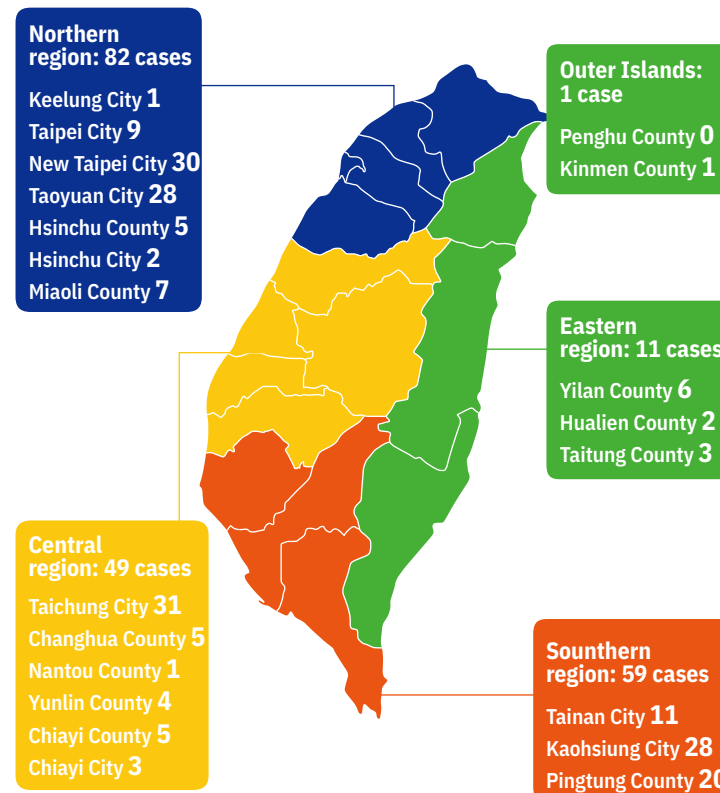 Northern
region: 82 cases
Keelung City 1
Taipei City 9
New Taipei City 30
Taoyuan City 28
Hsinchu County 5
Hsinchu City 2
Miaoli County 7
Outer Islands:
1 case
Penghu County 0
Kinmen County 1
Eastern
region: 11 cases
Yilan County 6
Hualien County 2
Taitung County 3
Central
region: 49 cases
Taichung City 31
Changhua County 5
Nantou County 1
Yunlin County 4
Chiayi County 5
Chiayi City 3
Sounthern
region: 59 cases
Tainan City 11
Kaohsiung City 28
Pingtung County 20